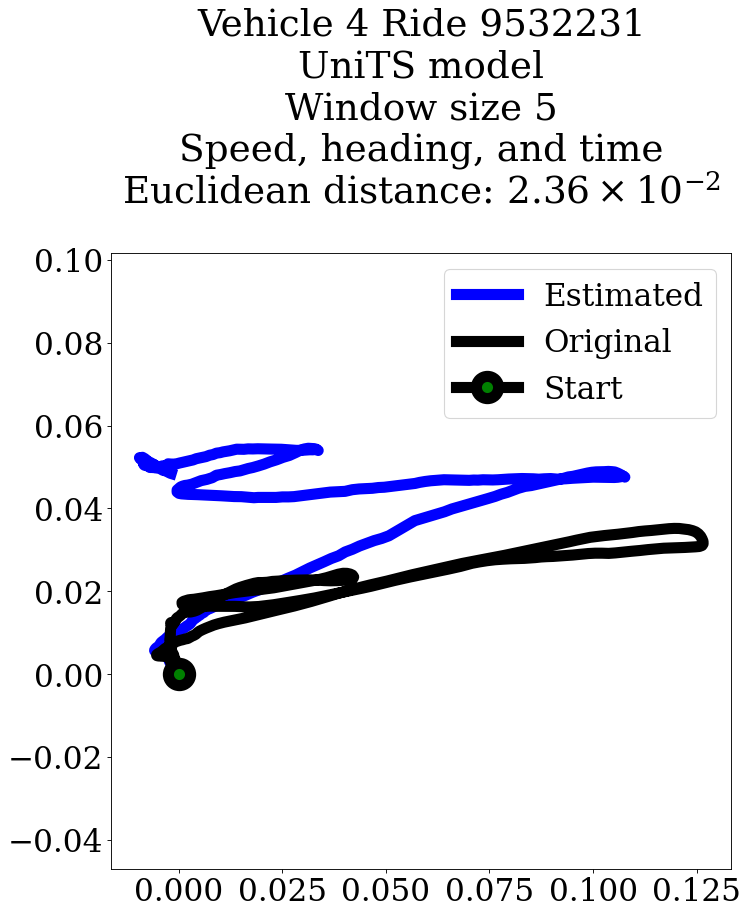 Vehicle 4 Ride 9532231
UniTS model
Window size 5
Speed, heading, and time
Euclidean distance: 2.36 × 10⁻²
Estimated
Original
Start
0.10
0.08
0.06
0.04
0.02
0.00
−0.02
−0.04
0.000 0.025 0.050 0.075 0.100 0.125